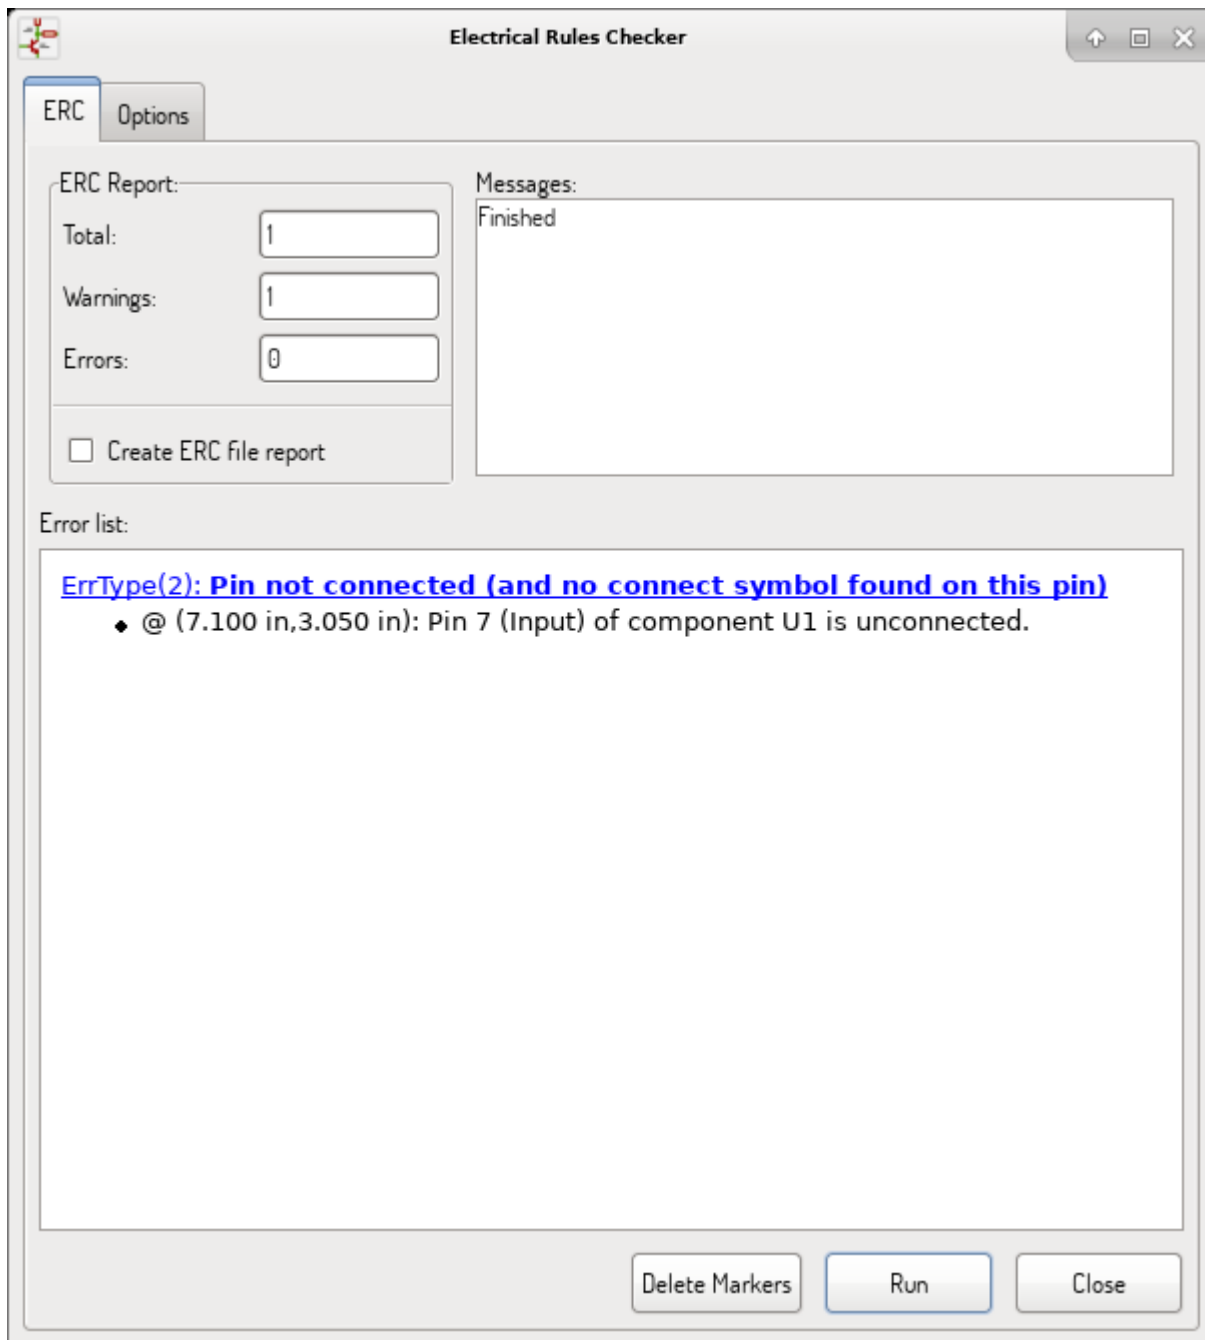 Electrical Rules Checker
ERC
Options
ERC Report:
Total:
1
Warnings:
1
Errors:
0
Create ERC file report
Messages:
Finished
Error list:
ErrType(2): Pin not connected (and no connect symbol found on this pin)
@ (7.100 in,3.050 in): Pin 7 (Input) of component U1 is unconnected.
Delete Markers
Run
Close